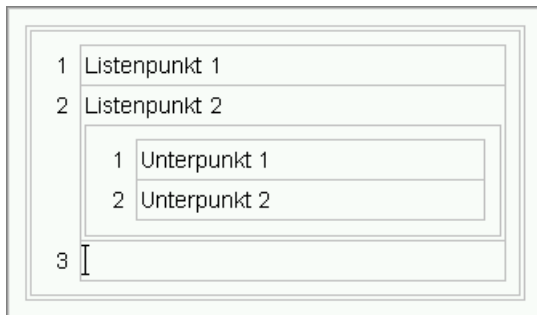 1 Listenpunkt 1
2 Listenpunkt 2
1 Unterpunkt 1
2 Unterpunkt 2
3